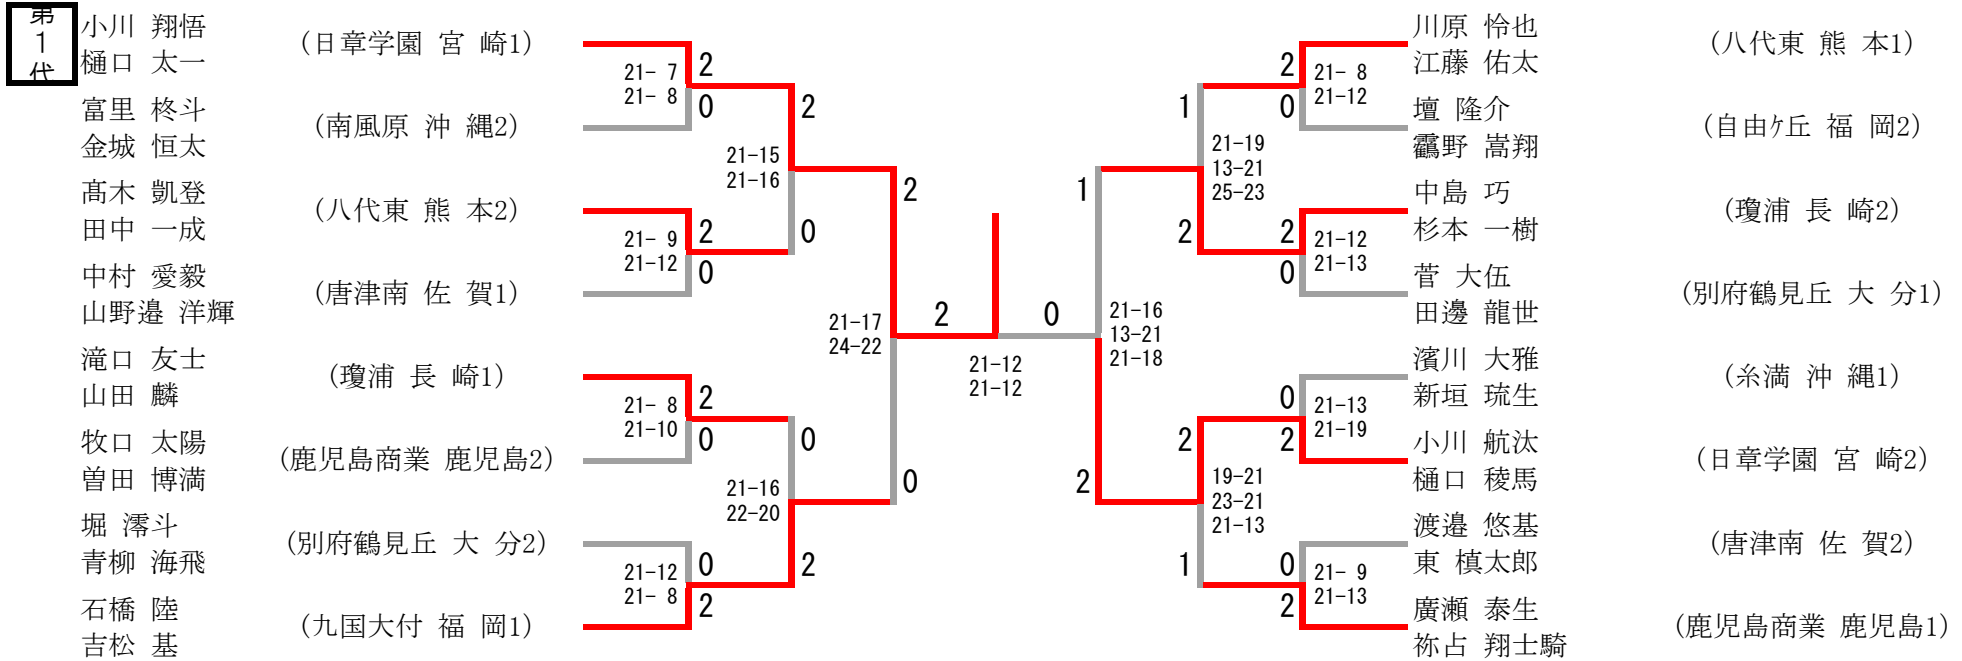 第1代
小川 翔悟
樋口 太一
(日章学園 宮 崎1)
富里 柊斗
金城 恒太
(南風原 沖 縄2)
髙木 凱登
田中 一成
(八代東 熊 本2)
中村 愛毅
山野邉 洋輝
(唐津南 佐 賀1)
滝口 友士
山田 麟
(瓊浦 長 崎1)
牧口 太陽
曽田 博満
(鹿児島商業 鹿児島2)
堀 澪斗
青柳 海飛
(別府鶴見丘 大 分2)
石橋 陸
吉松 基
(九国大付 福 岡1)
21- 7
21- 8
2
0
21- 9
21-12
2
0
21- 8
21-10
2
0
21-12
21- 8
0
2
21-15
21-16
2
0
21-16
22-20
0
2
21-17
24-22
2
0
2
0
21-12
21-12
21-16
13-21
21-18
1
2
21-19
13-21
25-23
1
2
19-21
23-21
21-13
2
1
2
0
21- 8
21-12
2
0
21-12
21-13
0
2
21-13
21-19
0
2
21- 9
21-13
川原 怜也
江藤 佑太
(八代東 熊 本1)
壇 隆介
靏野 嵩翔
(自由ケ丘 福 岡2)
中島 巧
杉本 一樹
(瓊浦 長 崎2)
菅 大伍
田邊 龍世
(別府鶴見丘 大 分1)
濱川 大雅
新垣 琉生
(糸満 沖 縄1)
小川 航汰
樋口 稜馬
(日章学園 宮 崎2)
渡邉 悠基
東 槙太郎
(唐津南 佐 賀2)
廣瀬 泰生
祢占 翔士騎
(鹿児島商業 鹿児島1)